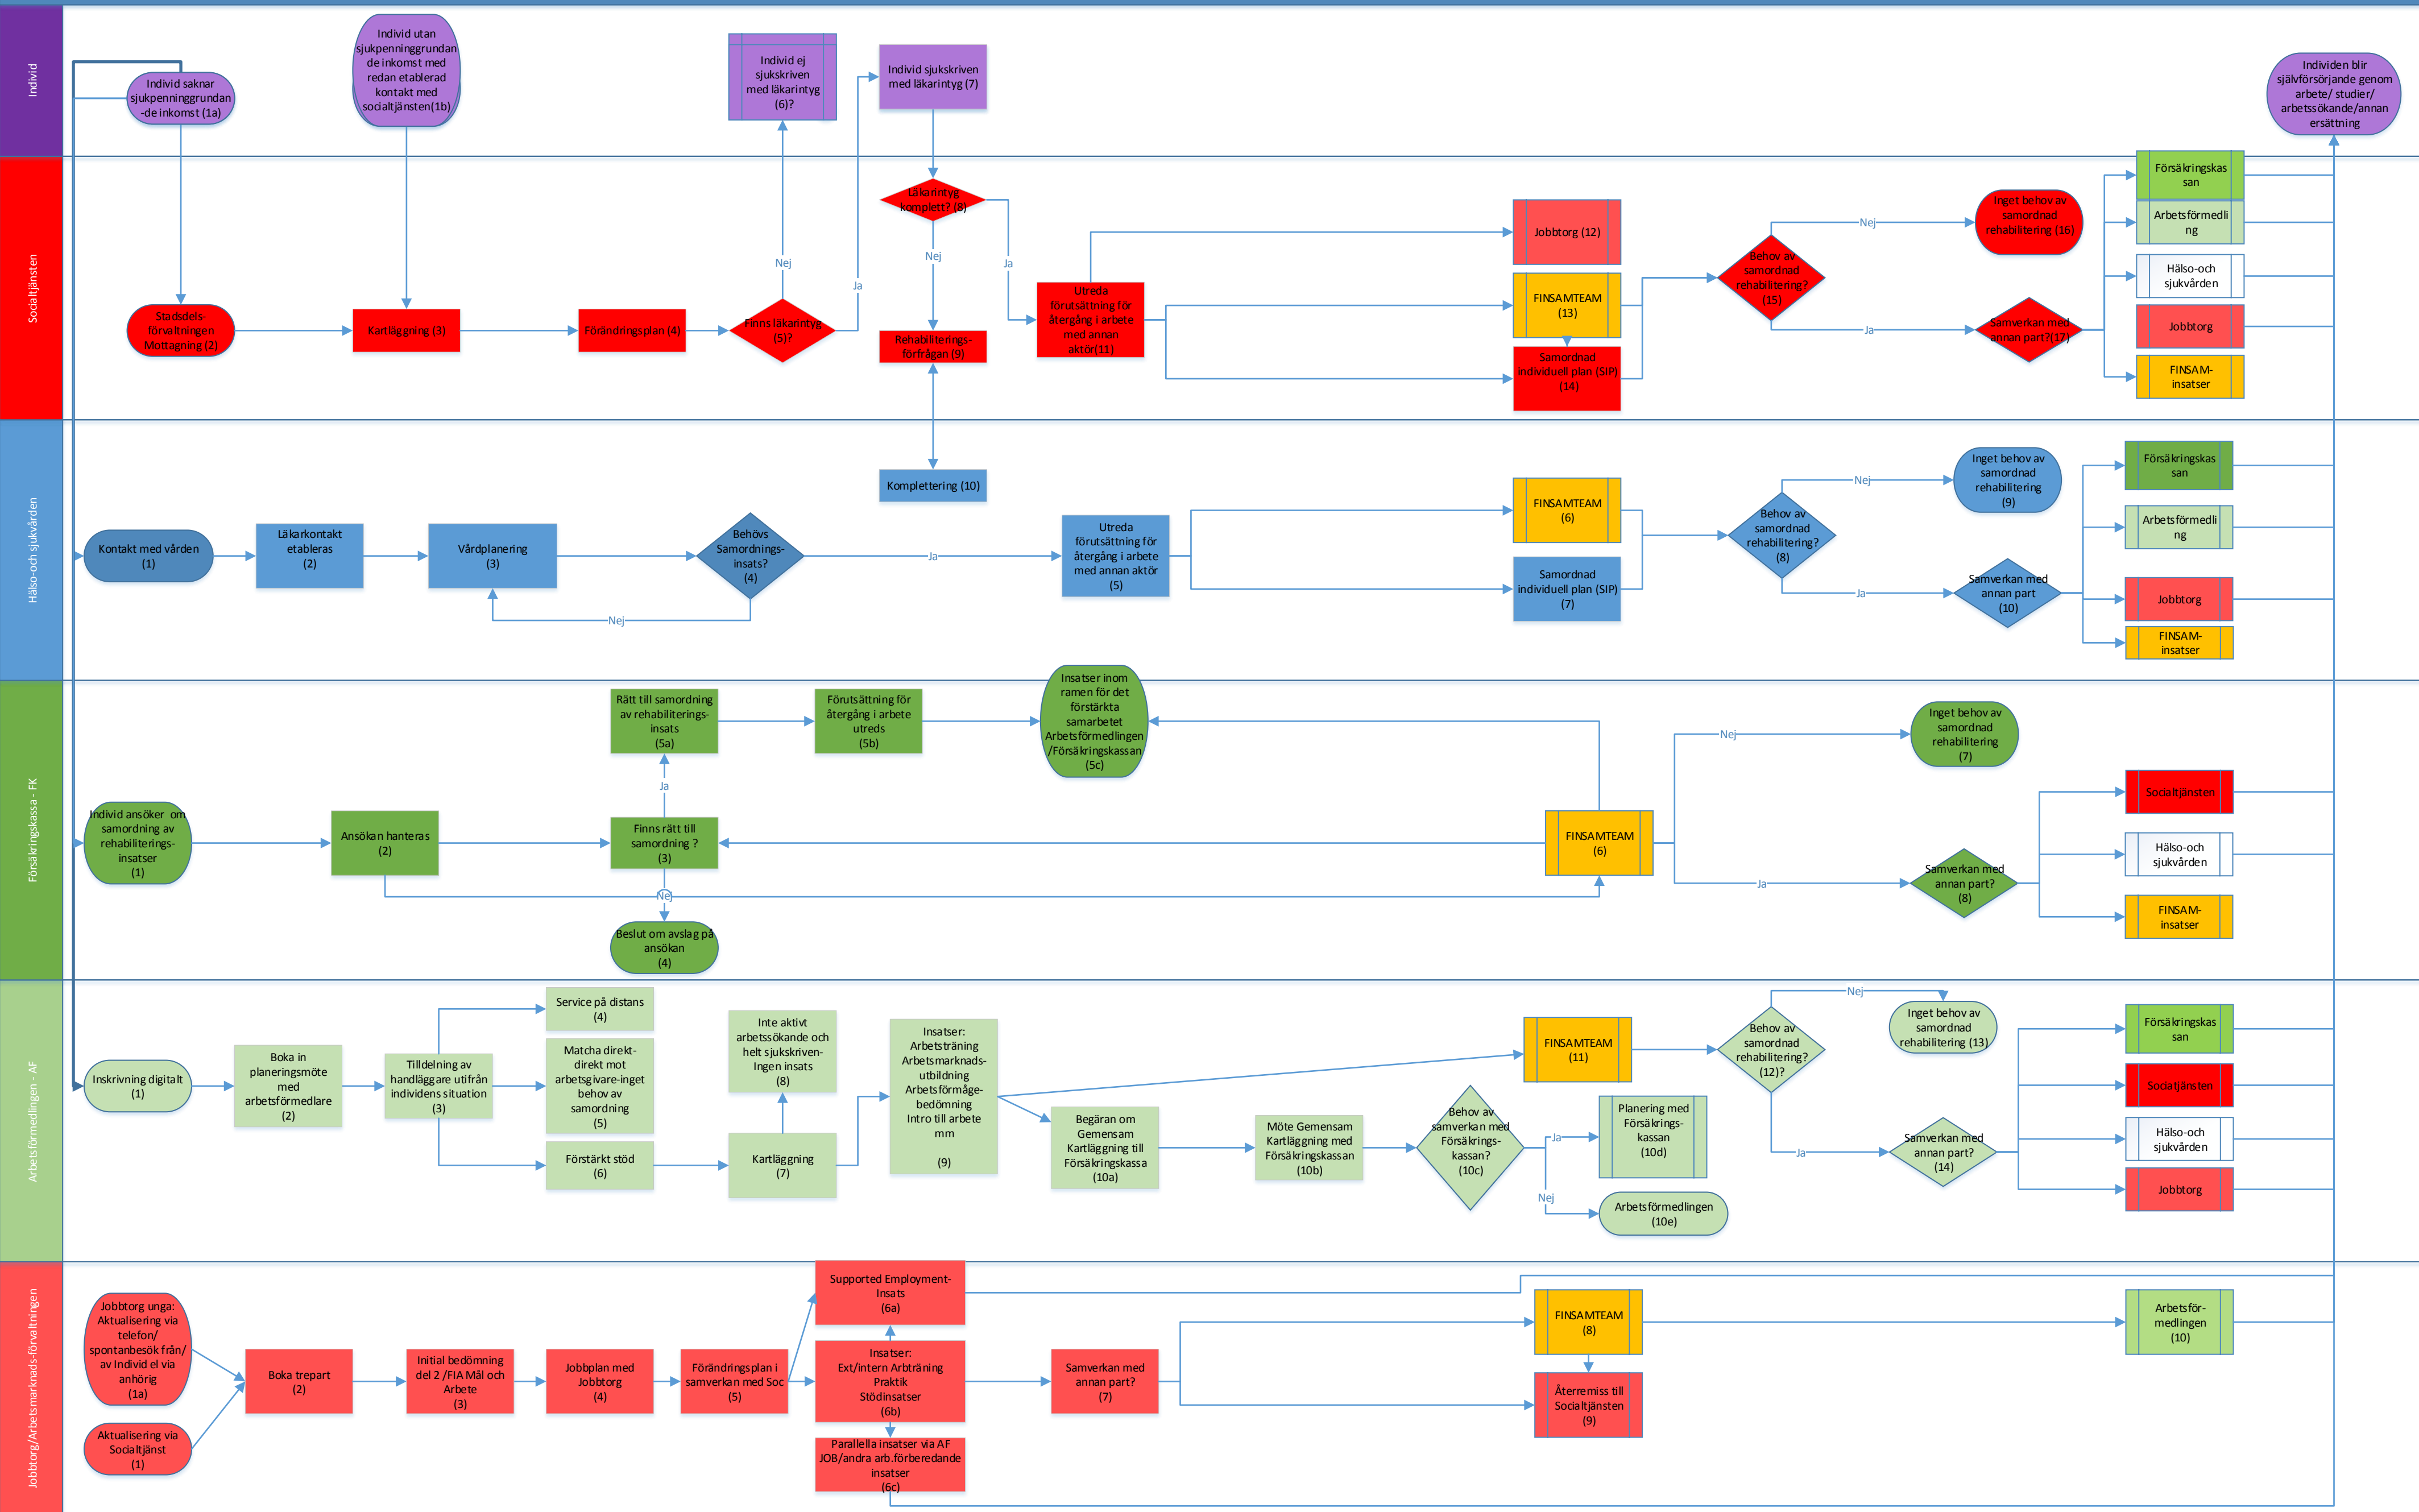 Individ
Individ saknar
sjukpenninggrundan
-de inkomst (1a)
Individ utan
sjukpenninggrundan
de inkomst med
redan etablerad
kontakt med
socialtjänsten(1b)
Individ ej
sjukskriven
med läkarintyg
(6)?
Individ sjukskriven
med läkarintyg (7)
Individen blir
självförsörjande genom
arbete/ studier/
arbetssökande/annan
ersättning
Socialtjänsten
Stadsdels-
förvaltningen
Mottagning (2)
Kartläggning (3)
Förändringsplan (4)
Finns läkarintyg
(5)?
Nej
Ja
Läkarintyg
komplett? (8)
Nej
Ja
Rehabiliterings-
förfrågan (9)
Utreda
förutsättning för
återgång i arbete
med annan
aktör(11)
Jobbtorg (12)
FINSAMTEAM
(13)
Samordnad
individuell plan (SIP)
(14)
Behov av
samordnad
rehabilitering?
(15)
Nej
Ja
Inget behov av
samordnad
rehabilitering (16)
Samverkan med
annan part?(17)
Försäkringskas
san
Arbetsförmedli
ng
Hälso-och
sjukvården
Jobbtorg
FINSAM-
insatser
Hälso-och sjukvården
Kontakt med vården
(1)
Läkarkontakt
etableras
(2)
Vårdplanering
(3)
Behövs
Samordnings-
insats?
(4)
Nej
Ja
Komplettering (10)
Utreda
förutsättning för
återgång i arbete
med annan aktör
(5)
FINSAMTEAM
(6)
Samordnad
individuell plan (SIP)
(7)
Behov av
samordnad
rehabilitering?
(8)
Nej
Ja
Inget behov av
samordnad
rehabilitering
(9)
Samverkan med
annan part
(10)
Försäkringskas
san
Arbetsförmedli
ng
Jobbtorg
FINSAM-
insatser
Försäkringskassa - FK
Individ ansöker om
samordning av
rehabiliterings-
insatser
(1)
Ansökan hanteras
(2)
Rätt till samordning
av rehabiliterings-
insats
(5a)
Ja
Finns rätt till
samordning ?
(3)
Nej
Beslut om avslag på
ansökan
(4)
Förutsättning för
återgång i arbete
utreds
(5b)
Insatser inom
ramen för det
förstärkta
samarbetet
Arbetsförmedlingen
/Försäkringskassan
(5c)
FINSAMTEAM
(6)
Nej
Ja
Inget behov av
samordnad
rehabilitering
(7)
Samverkan med
annan part?
(8)
Socialtjänsten
Hälso-och
sjukvården
FINSAM-
insatser
Arbetsförmedlingen - AF
Inskrivning digitalt
(1)
Boka in
planeringsmöte
med
arbetsförmedlare
(2)
Tilldelning av
handläggare utifrån
individens situation
(3)
Service på distans
(4)
Matcha direkt-
direkt mot
arbetsgivare-inget
behov av
samordning
(5)
Förstärkt stöd
(6)
Inte aktivt
arbetssökande och
helt sjukskriven-
Ingen insats
(8)
Kartläggning
(7)
Insatser:
Arbetsträning
Arbetsmarknads-
utbildning
Arbetsförmåge-
bedömning
Intro till arbete
mm
(9)
Begäran om
Gemensam
Kartläggning till
Försäkringskassa
(10a)
Möte Gemensam
Kartläggning med
Försäkringskassan
(10b)
Behov av
samverkan med
Försäkrings-
kassan?
(10c)
Ja
Nej
FINSAMTEAM
(11)
Planering med
Försäkrings-
kassan
(10d)
Arbetsförmedlingen
(10e)
Behov av
samordnad
rehabilitering?
(12)?
Nej
Ja
Inget behov av
samordnad
rehabilitering (13)
Samverkan med
annan part?
(14)
Försäkringskas
san
Sociatjänsten
Hälso-och
sjukvården
Jobbtorg
Jobbtorg/Arbetsmarknads-förvaltningen
Jobbtorg unga:
Aktualisering via
telefon/
spontanbesök från/
av Individ el via
anhörig
(1a)
Aktualisering via
Socialtjänst
(1)
Boka trepart
(2)
Initial bedömning
del 2 /FIA Mål och
Arbete
(3)
Jobbplan med
Jobbtorg
(4)
Förändringsplan i
samverkan med Soc
(5)
Supported Employment-
Insats
(6a)
Insatser:
Ext/intern Arbträning
Praktik
Stödinsatser
(6b)
Parallella insatser via AF
JOB/andra arb.förberedande
insatser
(6c)
Samverkan med
annan part?
(7)
FINSAMTEAM
(8)
Återremiss till
Socialtjänsten
(9)
Arbetsför-
medlingen
(10)